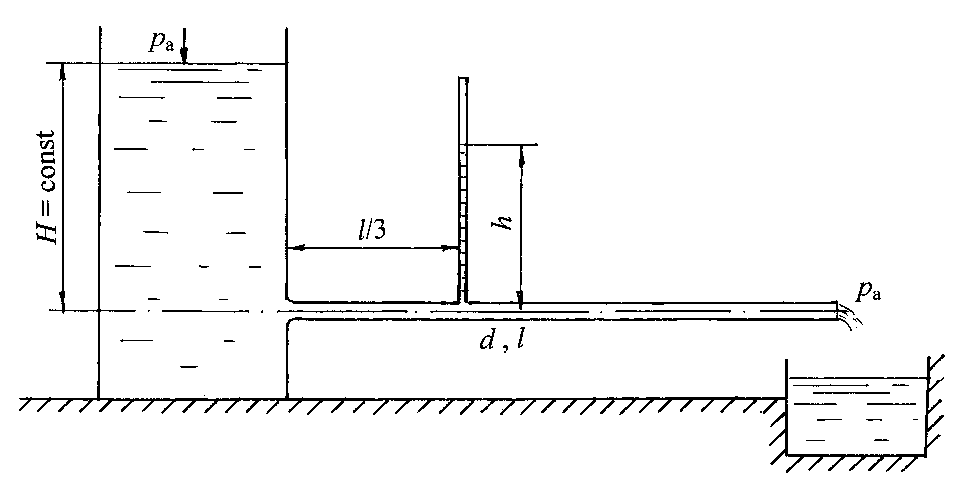 pₐ
H = const
l/3
h
pₐ
d , l